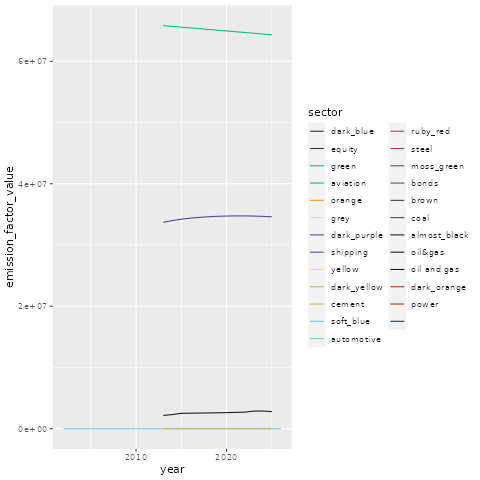 6e+07
4e+07
2e+07
0e+00
emission_factor_value
2010 2020
year
sector
dark_blue ruby_red
equity steel
green moss_green
aviation bonds
orange brown
grey coal
dark_purple almost_black
shipping oil&gas
yellow oil and gas
dark_yellow dark_orange
cement power
soft_blue
automotive